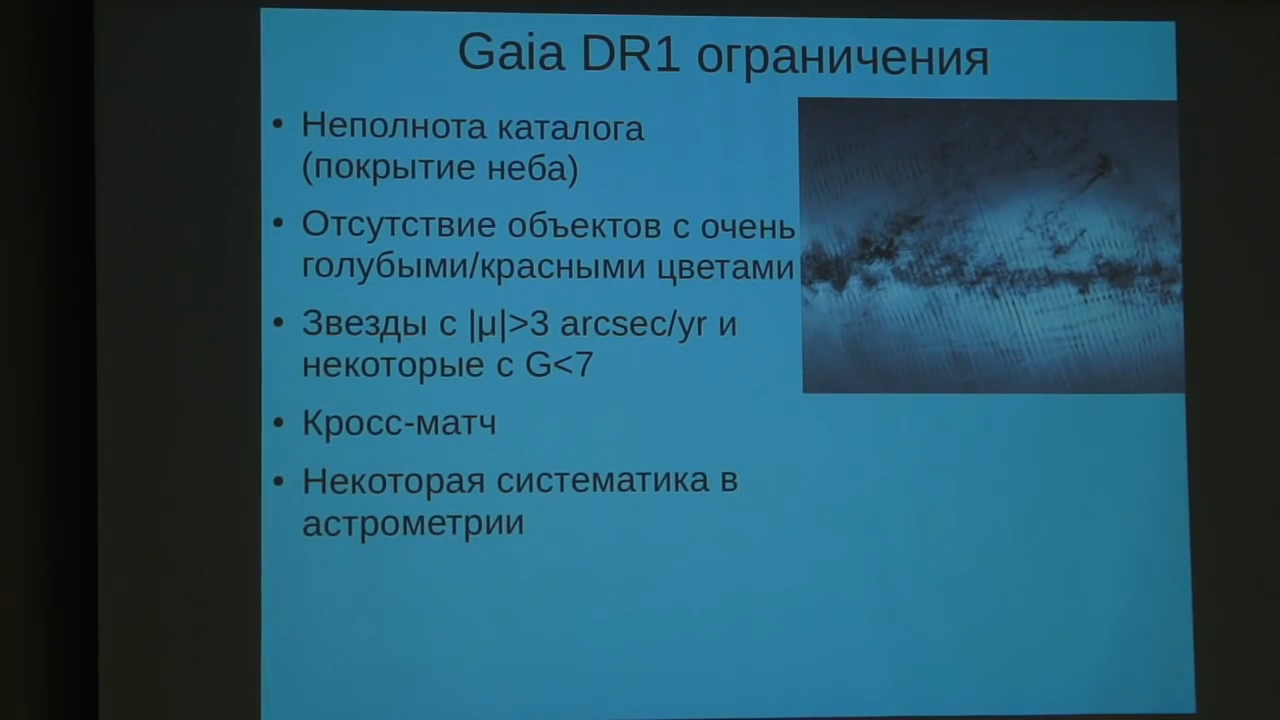 Gaia DR1 ограничения
• Неполнота каталога
(покрытие неба)
• Отсутствие объектов с очень
голубыми/красными цветами
• Звезды с |μ|>3 arcsec/yr и
некоторые с G<7
• Кросс-матч
• Некоторая систематика в
астрометрии